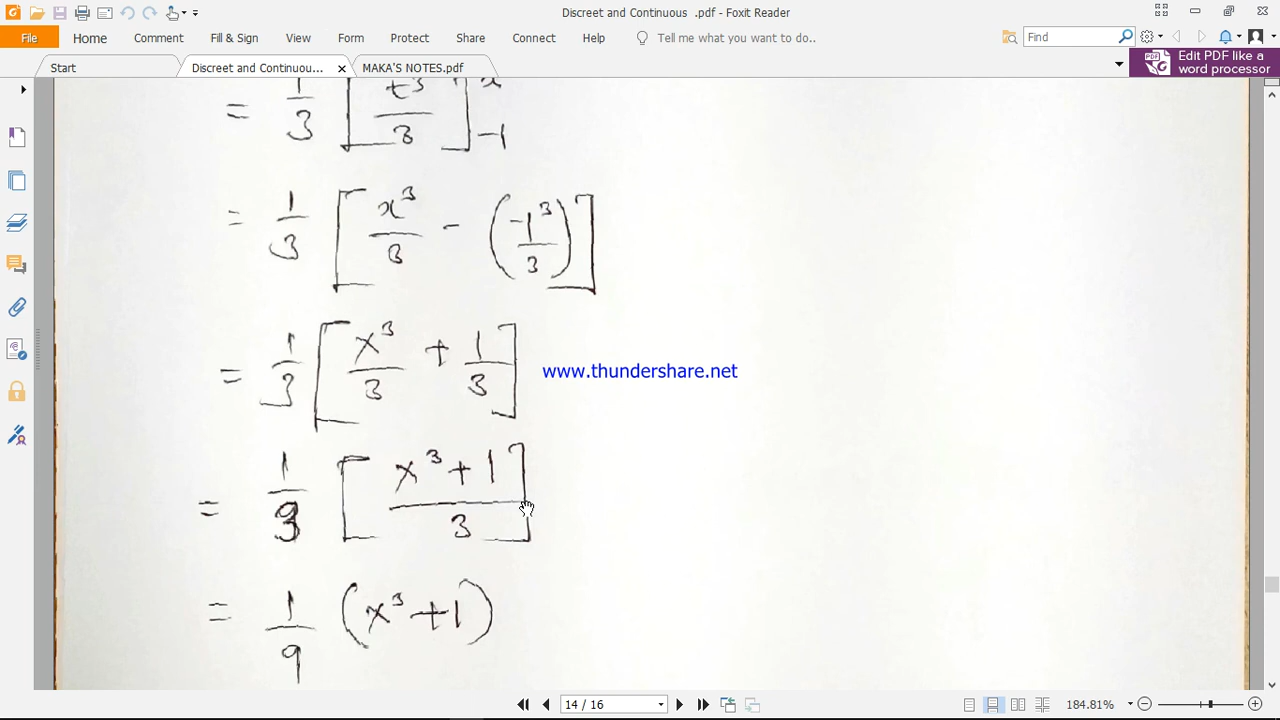 Discreet and Continuous .pdf - Foxit Reader
File Home Comment Fill & Sign View Form Protect Share Connect Help Tell me what you want to do.. Find
Start Discreet and Continuou... MAKA'S NOTES.pdf Edit PDF like a
word processor
= 1/3 [t³/3]ˣ₋₁
= 1/3 [x³/3 - (-1³/3)]
= 1/3 [x³/3 + 1/3]
www.thundershare.net
= 1/3 [(x³+1)/3]
= 1/9 (x³+1)
14 / 16 184.81%